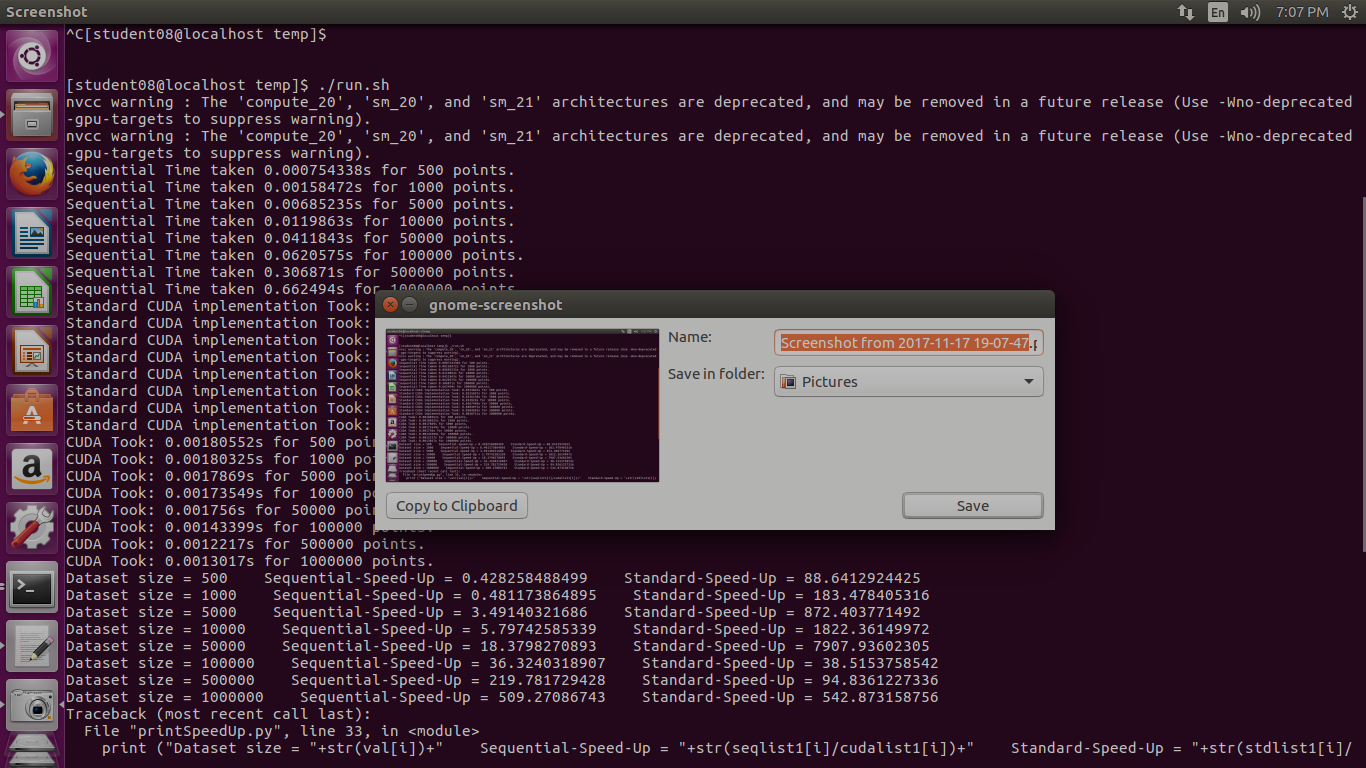 Screenshot
En
7:07 PM
^C[student08@localhost temp]$
[student08@localhost temp]$ ./run.sh
nvcc warning : The 'compute_20', 'sm_20', and 'sm_21' architectures are deprecated, and may be removed in a future release (Use -Wno-deprecated
-gpu-targets to suppress warning).
nvcc warning : The 'compute_20', 'sm_20', and 'sm_21' architectures are deprecated, and may be removed in a future release (Use -Wno-deprecated
-gpu-targets to suppress warning).
Sequential Time taken 0.000754338s for 500 points.
Sequential Time taken 0.00158472s for 1000 points.
Sequential Time taken 0.00685235s for 5000 points.
Sequential Time taken 0.0119863s for 10000 points.
Sequential Time taken 0.0411843s for 50000 points.
Sequential Time taken 0.0620575s for 100000 points.
Sequential Time taken 0.306871s for 500000 points.
Sequential Time taken 0.662494s for 1000000 points.
Standard CUDA implementation Took:
Standard CUDA implementation Took:
Standard CUDA implementation Took:
Standard CUDA implementation Took:
Standard CUDA implementation Took:
Standard CUDA implementation Took:
Standard CUDA implementation Took:
Standard CUDA implementation Took:
CUDA Took: 0.00180552s for 500 poin
CUDA Took: 0.00180325s for 1000 poi
CUDA Took: 0.0017869s for 5000 poin
CUDA Took: 0.00173549s for 10000 po
CUDA Took: 0.001756s for 50000 poin
CUDA Took: 0.00143399s for 100000 points.
CUDA Took: 0.0012217s for 500000 points.
CUDA Took: 0.0013017s for 1000000 points.
Dataset size = 500    Sequential-Speed-Up = 0.428258488499    Standard-Speed-Up = 88.6412924425
Dataset size = 1000    Sequential-Speed-Up = 0.481173864895    Standard-Speed-Up = 183.478405316
Dataset size = 5000    Sequential-Speed-Up = 3.49140321686    Standard-Speed-Up = 872.403771492
Dataset size = 10000    Sequential-Speed-Up = 5.79742585339    Standard-Speed-Up = 1822.36149972
Dataset size = 50000    Sequential-Speed-Up = 18.3798270893    Standard-Speed-Up = 7907.93602305
Dataset size = 100000    Sequential-Speed-Up = 36.3240318907    Standard-Speed-Up = 38.5153758542
Dataset size = 500000    Sequential-Speed-Up = 219.781729428    Standard-Speed-Up = 94.8361227336
Dataset size = 1000000    Sequential-Speed-Up = 509.27086743    Standard-Speed-Up = 542.873158756
Traceback (most recent call last):
  File "printSpeedUp.py", line 33, in <module>
    print ("Dataset size = "+str(val[i])+"    Sequential-Speed-Up = "+str(seqlist1[i]/cudalist1[i])+"    Standard-Speed-Up = "+str(stdlist1[i]/
gnome-screenshot
Name:
Screenshot from 2017-11-17 19-07-47.p
Save in folder:
Pictures
Copy to Clipboard
Save